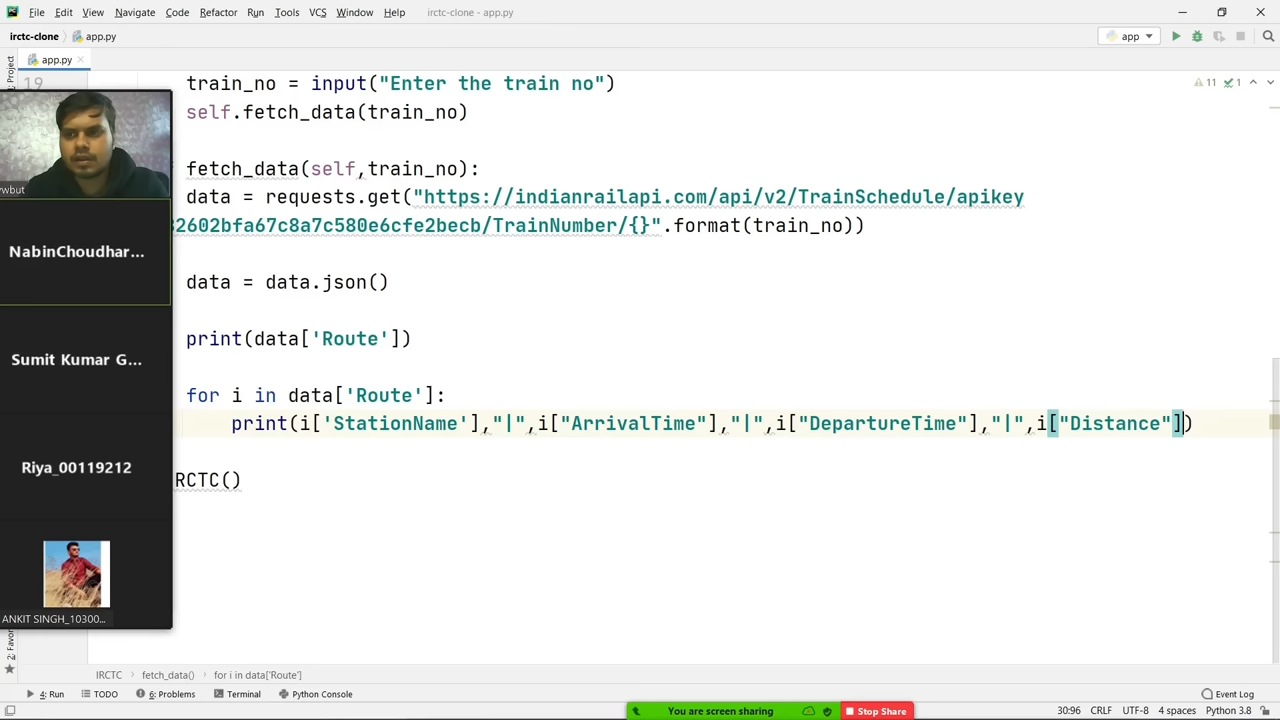 File Edit View Navigate Code Refactor Run Tools VCS Window Help irctc-clone - app.py
irctc-clone app.py app
app.py
Project
19
11 1
train_no = input("Enter the train no")
self.fetch_data(train_no)
fetch_data(self,train_no):
data = requests.get("https://indianrailapi.com/api/v2/TrainSchedule/apikey
2602bfa67c8a7c580e6cfe2becb/TrainNumber/{}".format(train_no))
data = data.json()
print(data['Route'])
for i in data['Route']:
print(i['StationName'],"|",i["ArrivalTime"],"|",i["DepartureTime"],"|",i["Distance"])
RCTC()
wbut
NabinChoudhar...
Sumit Kumar G...
Riya_00119212
ANKIT SINGH_10300...
IRCTC fetch_data() for i in data['Route']
4: Run TODO 6: Problems Terminal Python Console Event Log
You are screen sharing Stop Share
30:96 CRLF UTF-8 4 spaces Python 3.8